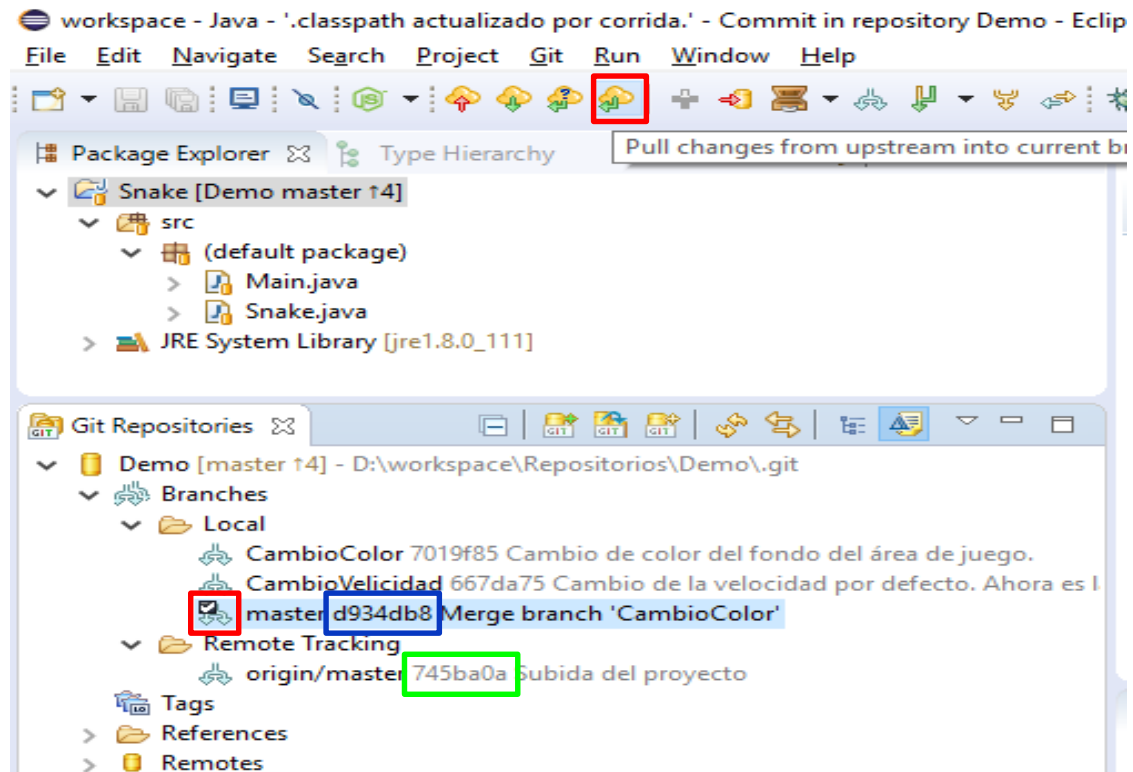 workspace - Java - '.classpath actualizado por corrida.' - Commit in repository Demo - Eclip
File Edit Navigate Search Project Git Run Window Help
Pull changes from upstream into current br
Package Explorer Type Hierarchy
Snake [Demo master ↑4]
src
(default package)
Main.java
Snake.java
JRE System Library [jre1.8.0_111]
Git Repositories
Demo [master ↑4] - D:\workspace\Repositorios\Demo\.git
Branches
Local
CambioColor 7019f85 Cambio de color del fondo del área de juego.
CambioVelicidad 667da75 Cambio de la velocidad por defecto. Ahora es l
master d934db8 Merge branch 'CambioColor'
Remote Tracking
origin/master 745ba0a Subida del proyecto
Tags
References
Remotes